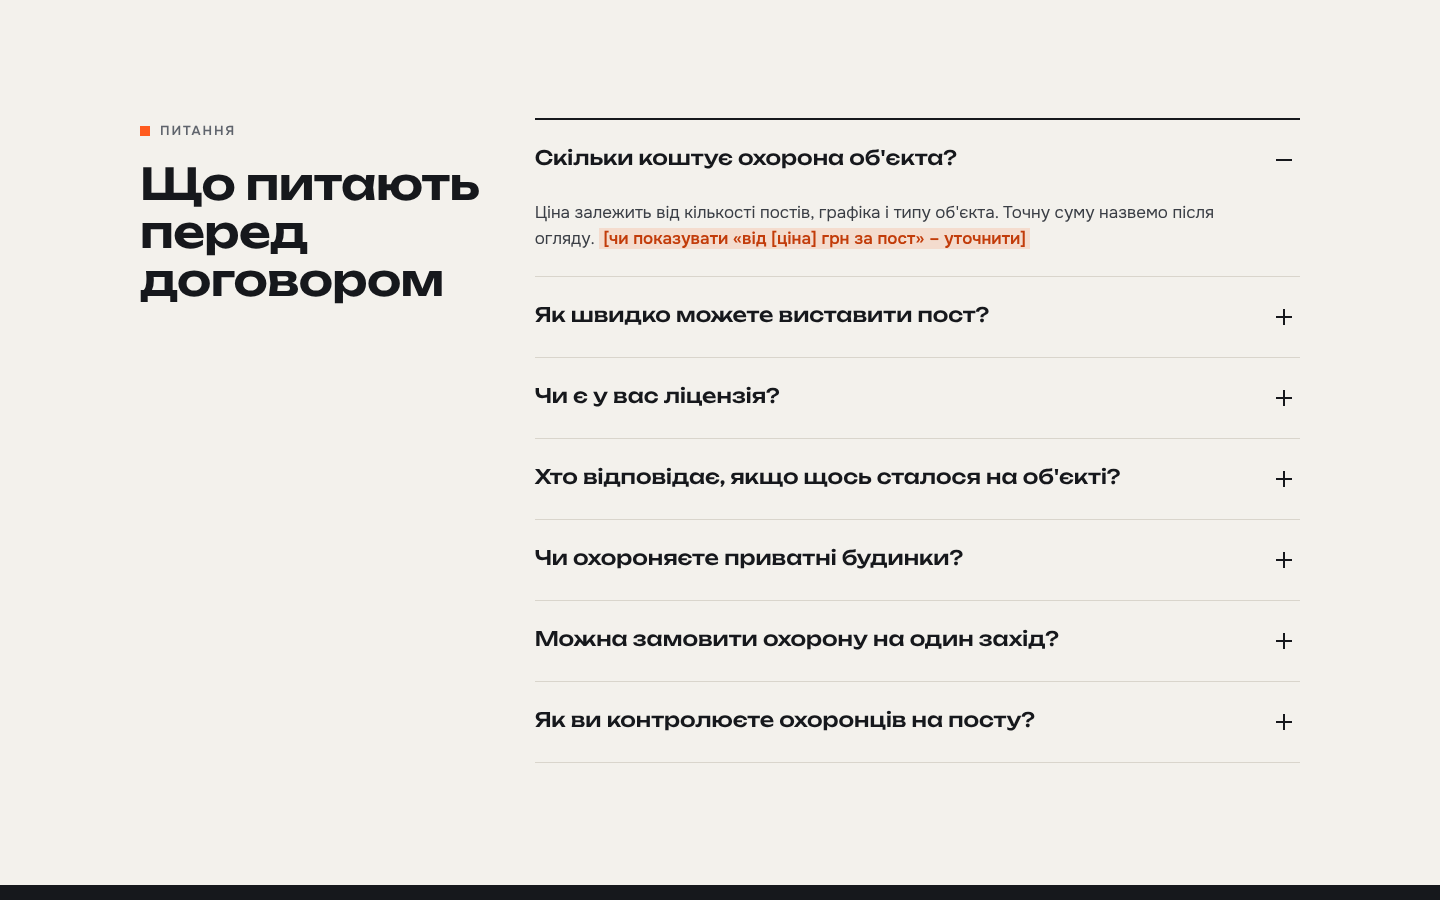 ПИТАННЯ
Що питають
перед
договором
Скільки коштує охорона об'єкта?
Ціна залежить від кількості постів, графіка і типу об'єкта. Точну суму назвемо після
огляду. [чи показувати «від [ціна] грн за пост» – уточнити]
Як швидко можете виставити пост?
Чи є у вас ліцензія?
Хто відповідає, якщо щось сталося на об'єкті?
Чи охороняєте приватні будинки?
Можна замовити охорону на один захід?
Як ви контролюєте охоронців на посту?